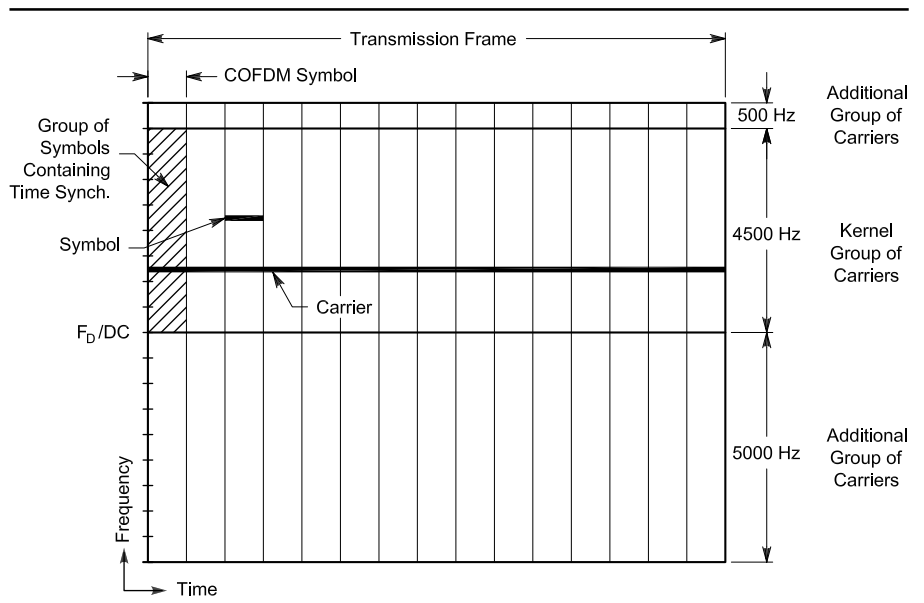 Transmission Frame
COFDM Symbol
500 Hz
Additional
Group of
Carriers
Group of
Symbols
Containing
Time Synch.
Symbol
4500 Hz
Kernel
Group of
Carriers
Carrier
FD/DC
5000 Hz
Additional
Group of
Carriers
Frequency
Time